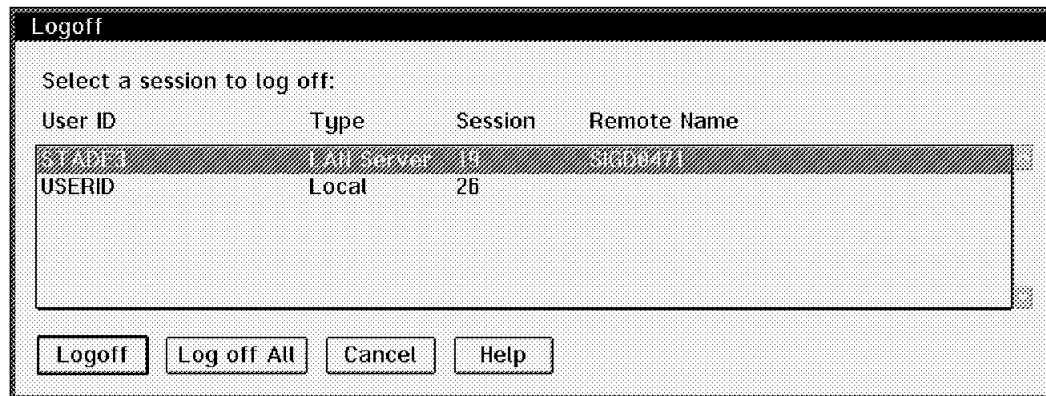 Logoff
Select a session to log off:
User ID Type Session Remote Name
STADE3 LAN Server 19 SIGD0471
USERID Local 26
Logoff Log off All Cancel Help